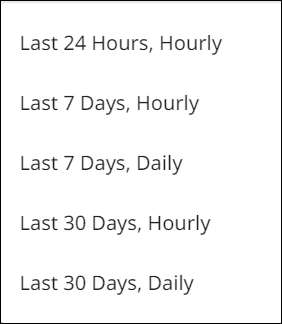 Last 24 Hours, Hourly
Last 7 Days, Hourly
Last 7 Days, Daily
Last 30 Days, Hourly
Last 30 Days, Daily